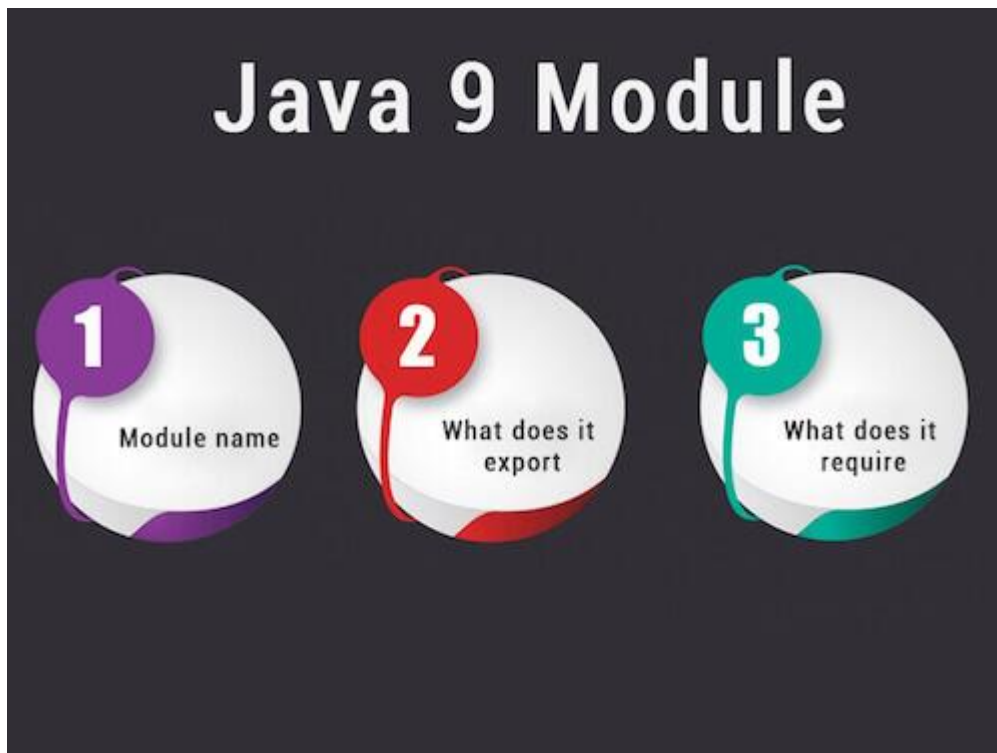 Java 9 Module
1
Module name
2
What does it
export
3
What does it
require